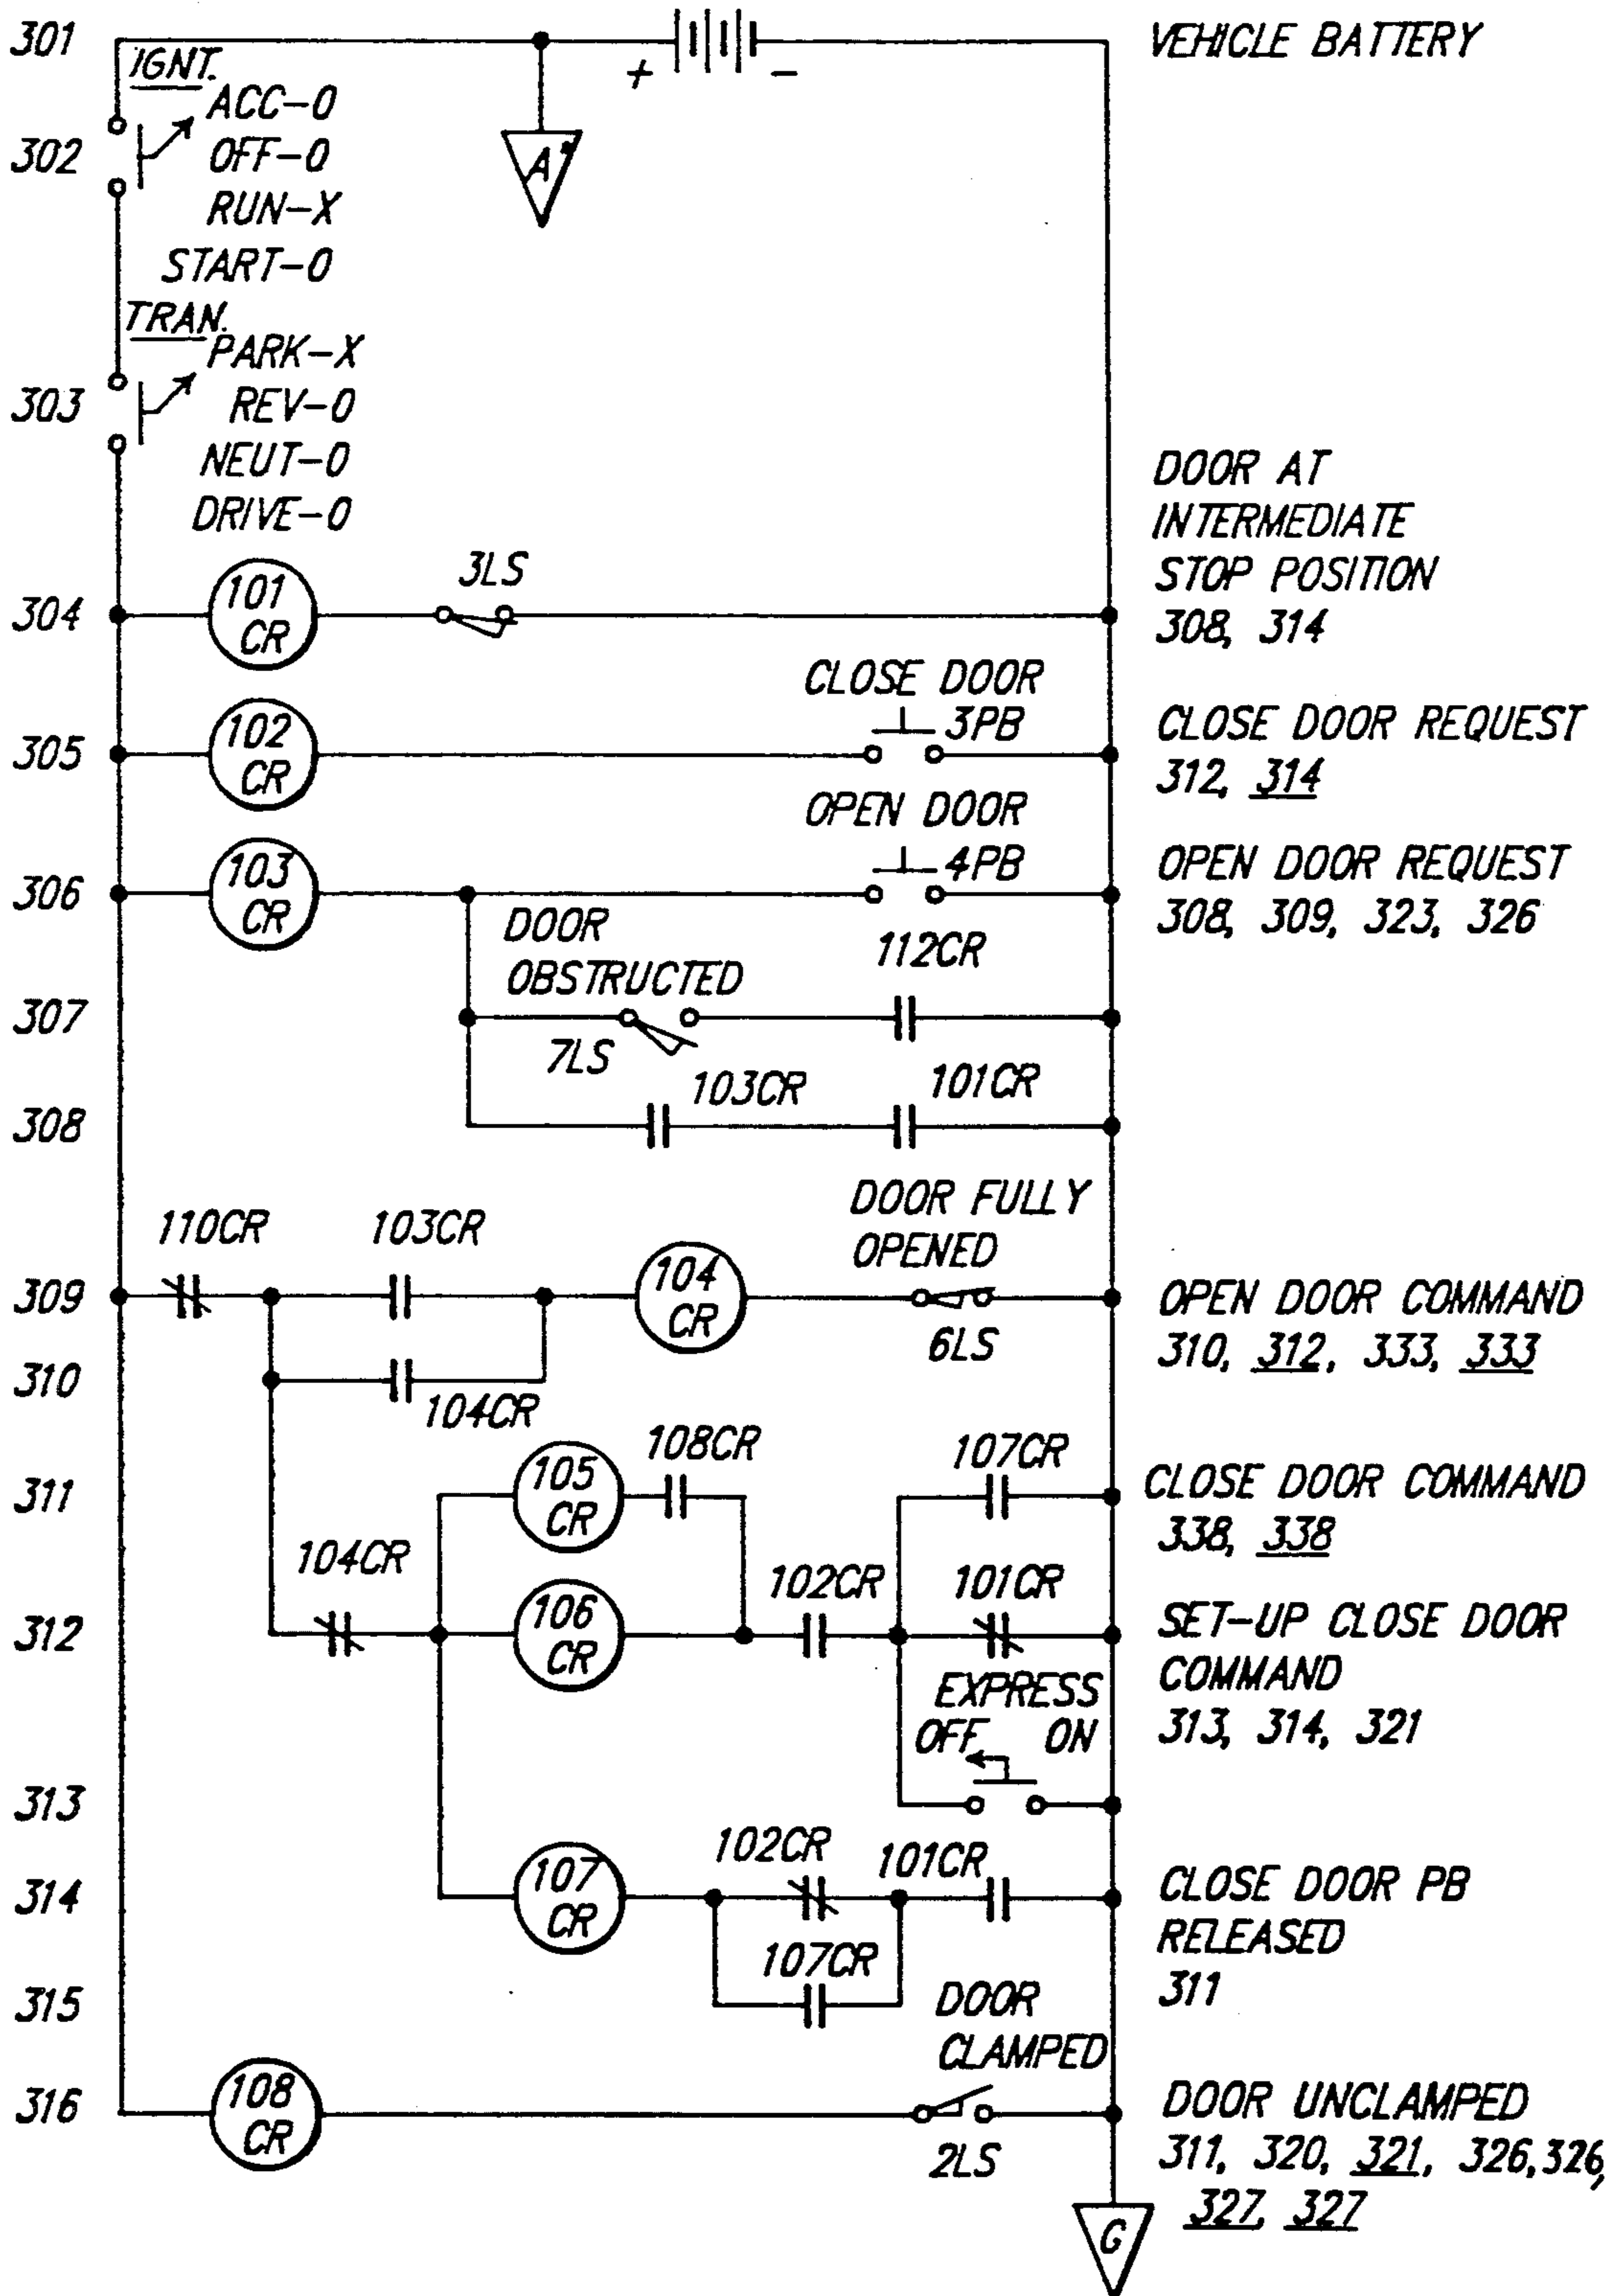 301
VEHICLE BATTERY
+ −
IGNT.
ACC-O
302
OFF-O
A*
RUN-X
START-O
TRAN.
PARK-X
303
REV-O
NEUT-O
DRIVE-O
DOOR AT
INTERMEDIATE
STOP POSITION
308, 314
304
101
CR
3LS
305
102
CR
CLOSE DOOR
3PB
CLOSE DOOR REQUEST
312, 314
306
103
CR
OPEN DOOR
4PB
OPEN DOOR REQUEST
308, 309, 323, 326
307
DOOR
OBSTRUCTED
7LS
112CR
308
103CR
101CR
309
110CR
103CR
104
CR
DOOR FULLY
OPENED
6LS
OPEN DOOR COMMAND
310, 312, 333, 333
310
104CR
311
105
CR
108CR
107CR
CLOSE DOOR COMMAND
338, 338
312
104CR
106
CR
102CR
101CR
SET-UP CLOSE DOOR
COMMAND
313, 314, 321
313
EXPRESS
OFF ON
314
107
CR
102CR
101CR
CLOSE DOOR PB
RELEASED
311
315
107CR
316
108
CR
DOOR
CLAMPED
2LS
DOOR UNCLAMPED
311, 320, 321, 326, 326,
327, 327
G